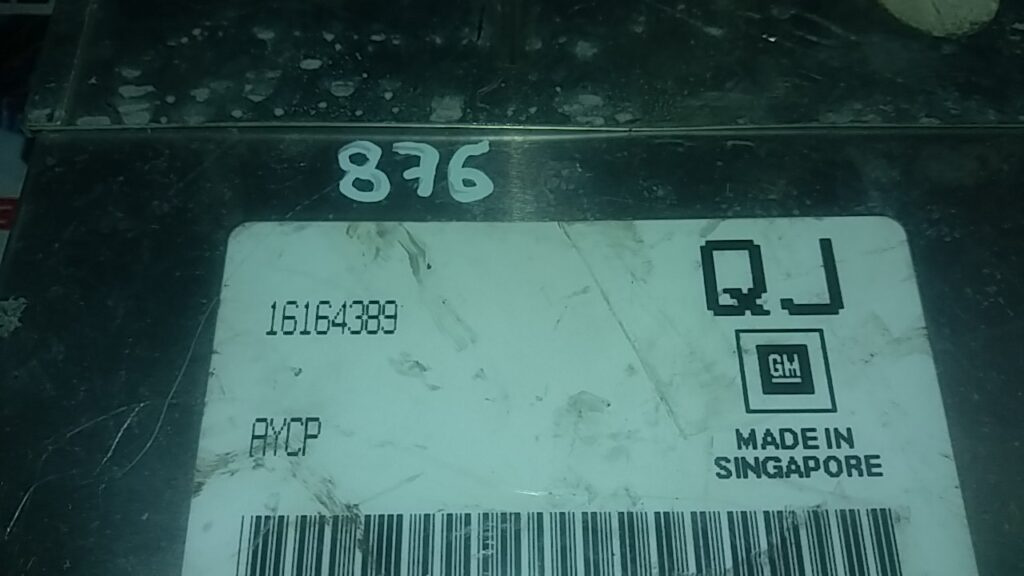 876
QJ
16164389
GM
AYCP
MADE IN
SINGAPORE